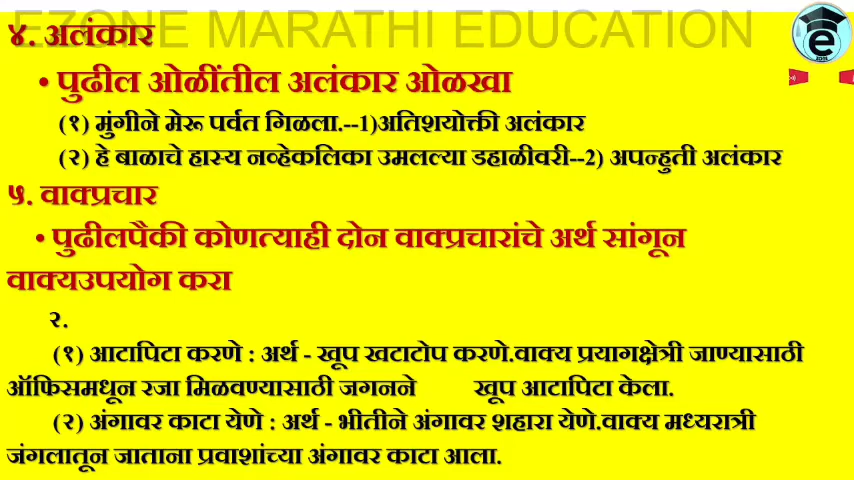 EZONE MARATHI EDUCATION
४. अलंकार
• पुढील ओळींतील अलंकार ओळखा
(१) मुंगीने मेरू पर्वत गिळला.--1)अतिशयोक्ती अलंकार
(२) हे बाळाचे हास्य नव्हेकलिका उमलल्या डहाळीवरी--2) अपन्हुती अलंकार
५. वाक्प्रचार
• पुढीलपैकी कोणत्याही दोन वाक्प्रचारांचे अर्थ सांगून
वाक्यउपयोग करा
२.
(१) आटापिटा करणे : अर्थ - खूप खटाटोप करणे.वाक्य प्रयागक्षेत्री जाण्यासाठी
ऑफिसमधून रजा मिळवण्यासाठी जगनने खूप आटापिटा केला.
(२) अंगावर काटा येणे : अर्थ - भीतीने अंगावर शहारा येणे.वाक्य मध्यरात्री
जंगलातून जाताना प्रवाशांच्या अंगावर काटा आला.